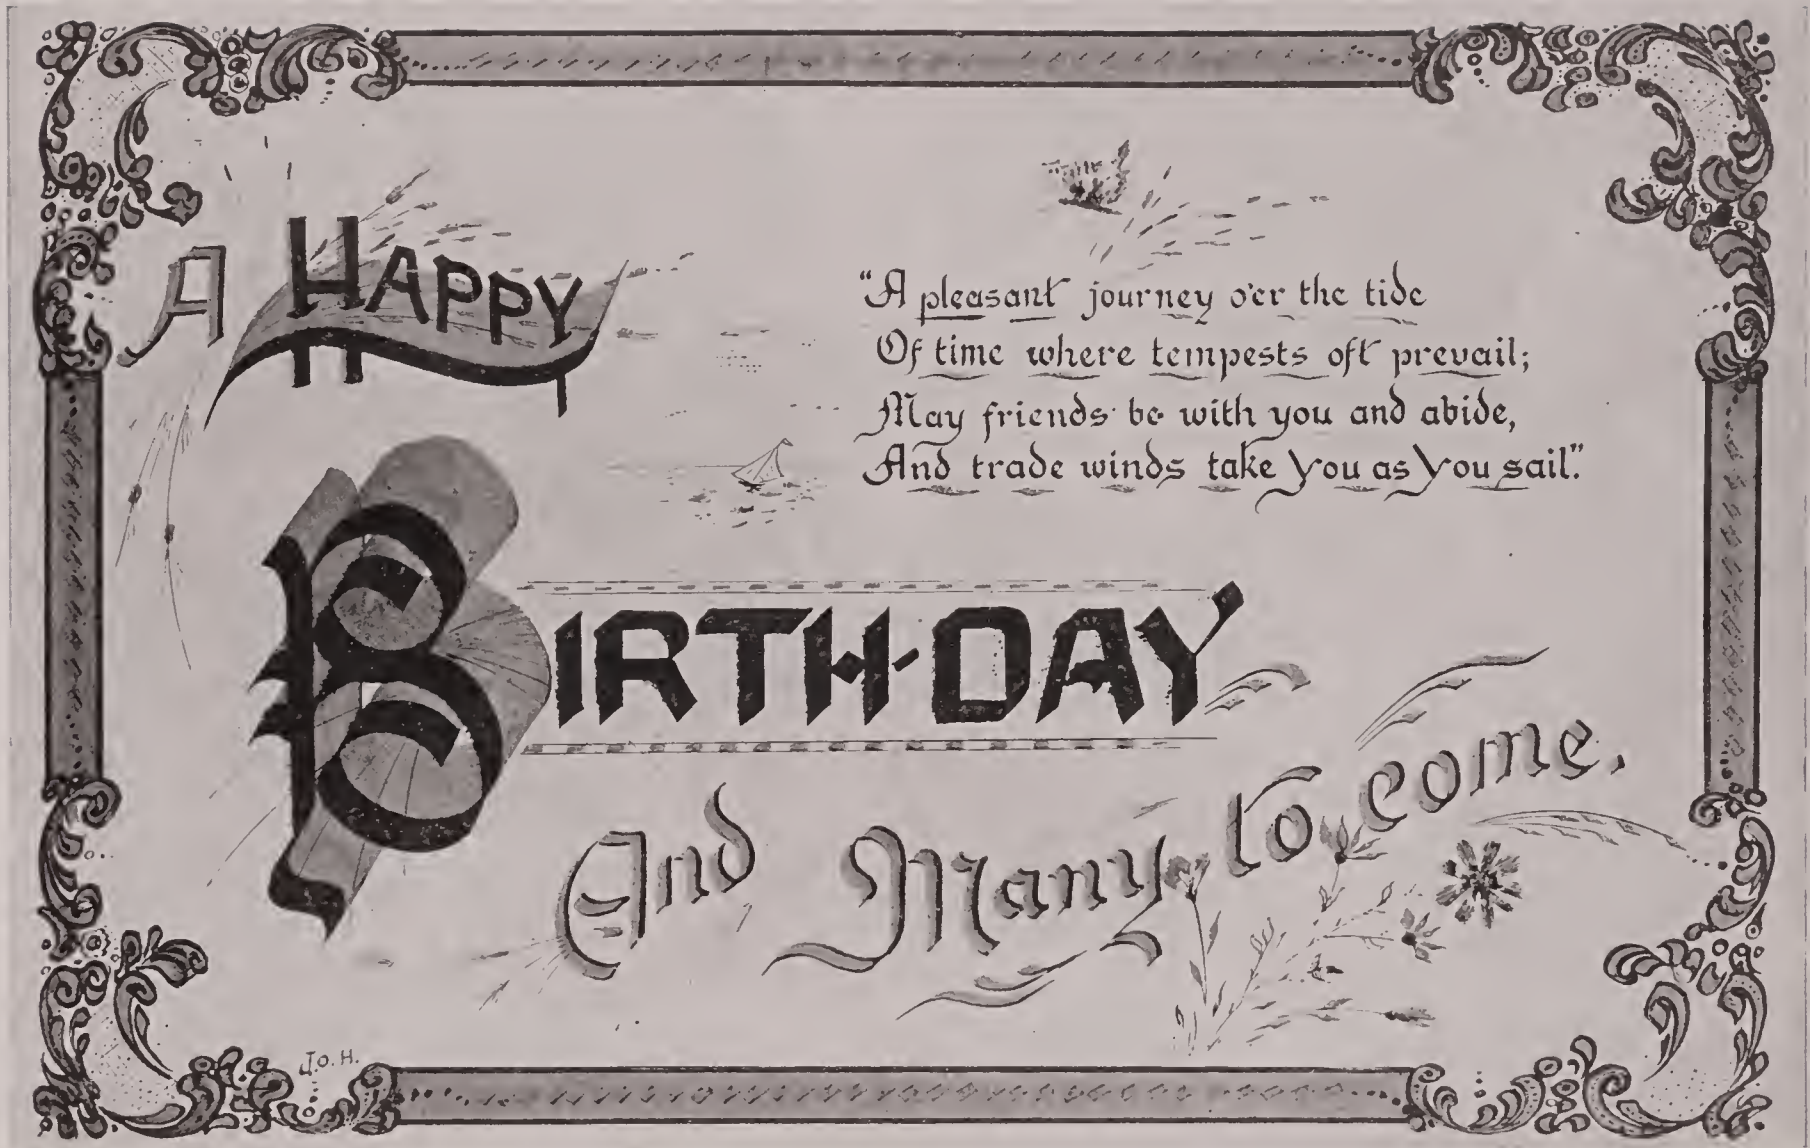 A HAPPY
BIRTH-DAY
"A pleasant journey o'er the tide
Of time where tempests oft prevail;
May friends be with you and abide,
And trade winds take you as you sail."
And Many to come.
J.O.H.